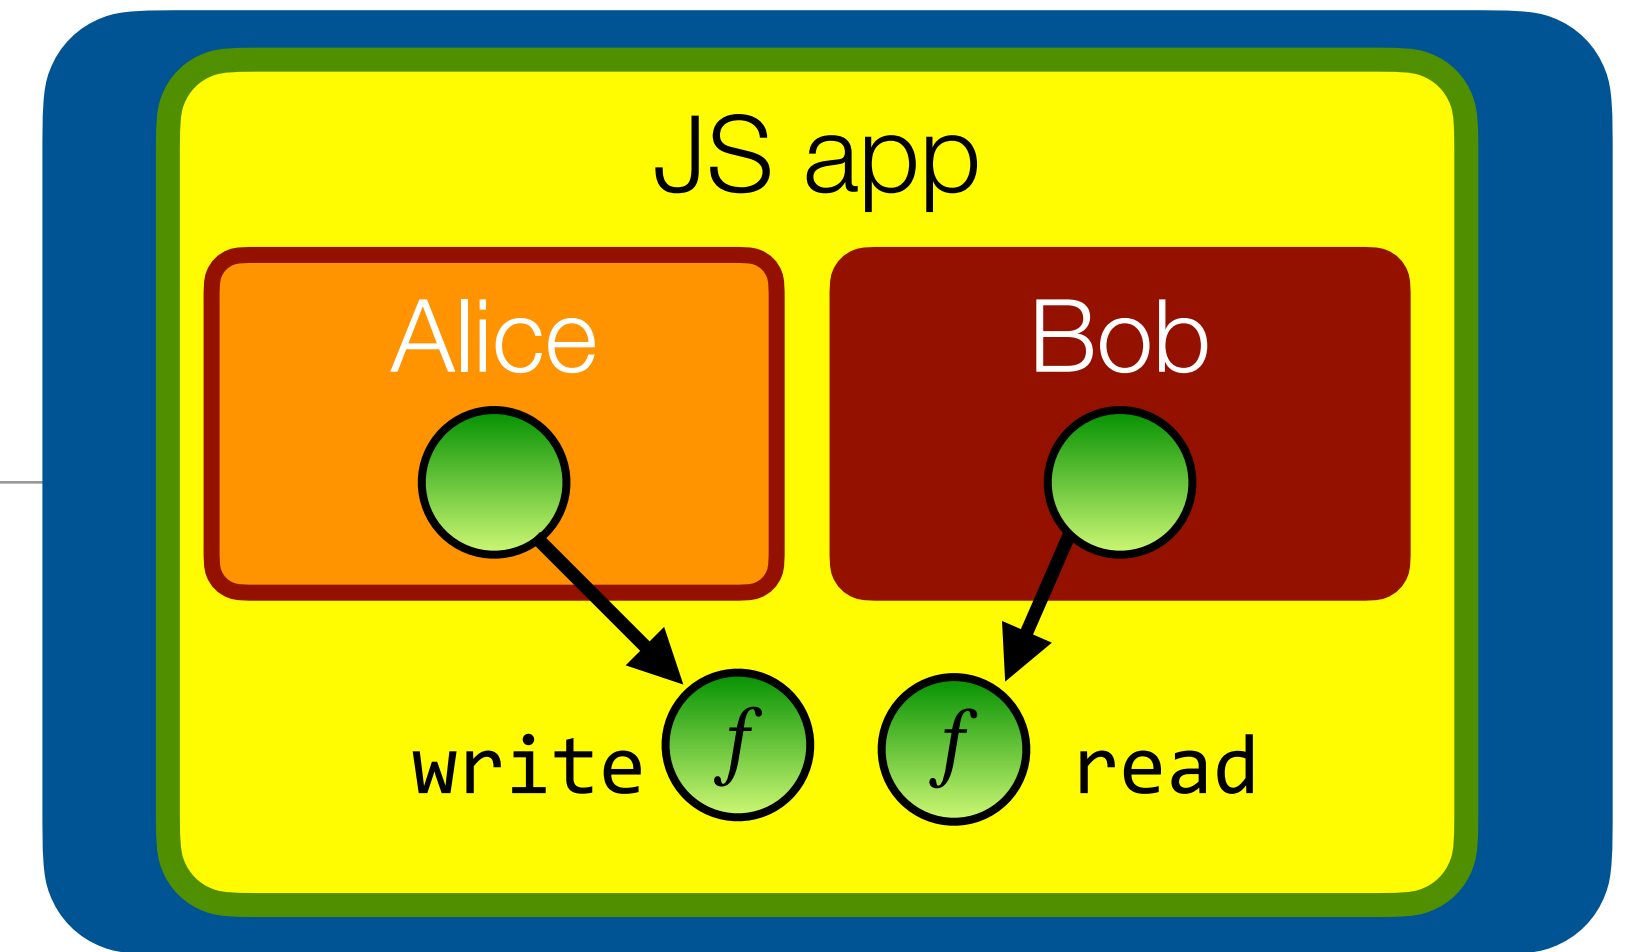 JS app
Alice
Bob
write
f
f
read